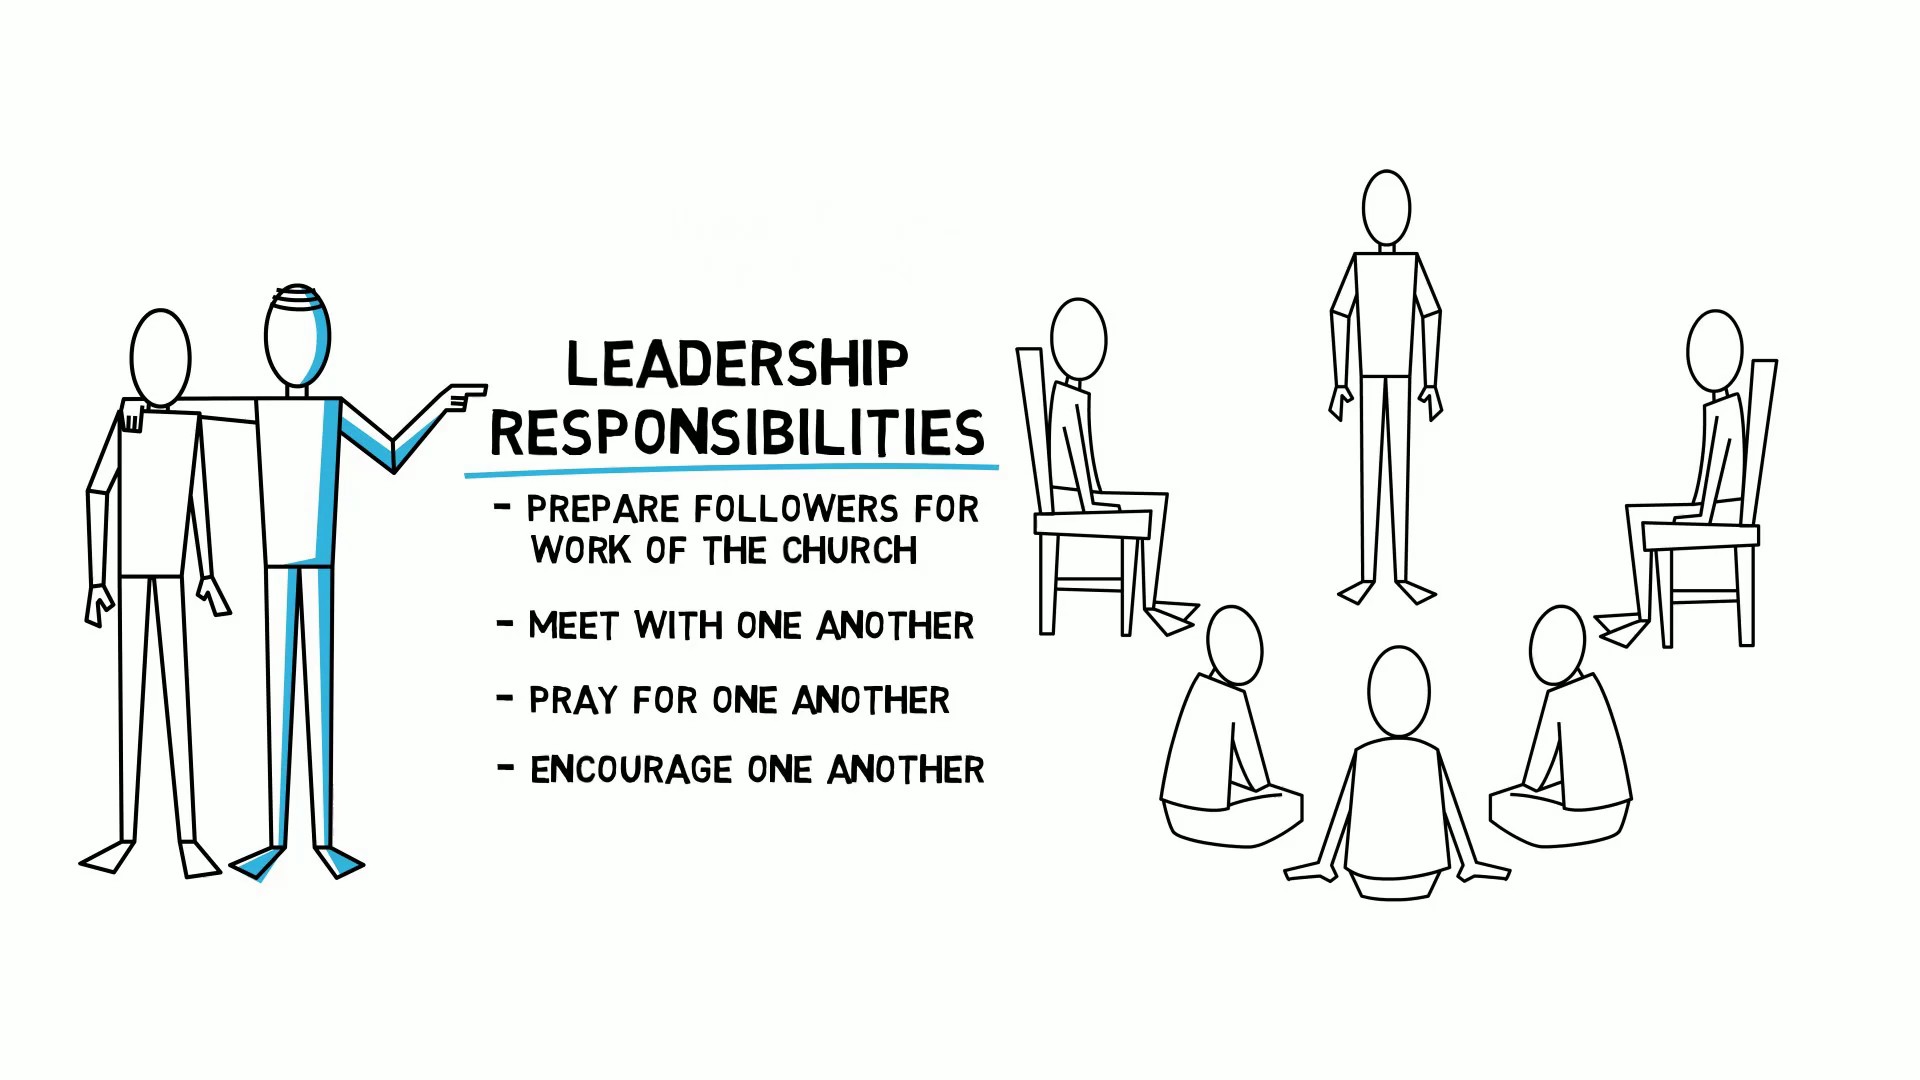 LEADERSHIP
RESPONSIBILITIES
- PREPARE FOLLOWERS FOR
WORK OF THE CHURCH
- MEET WITH ONE ANOTHER
- PRAY FOR ONE ANOTHER
- ENCOURAGE ONE ANOTHER